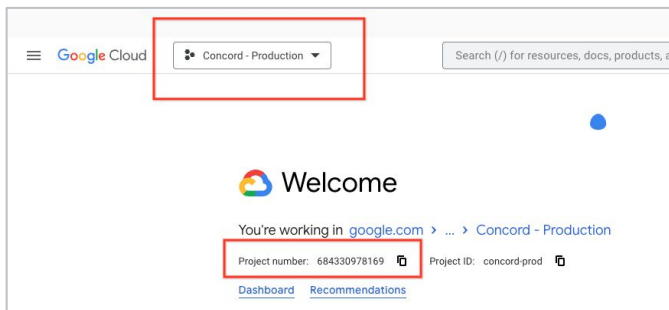 Google Cloud Concord - Production Search (/) for resources, docs, products, a
Welcome
You're working in google.com > ... > Concord - Production
Project number: 684330978169 Project ID: concord-prod
Dashboard Recommendations